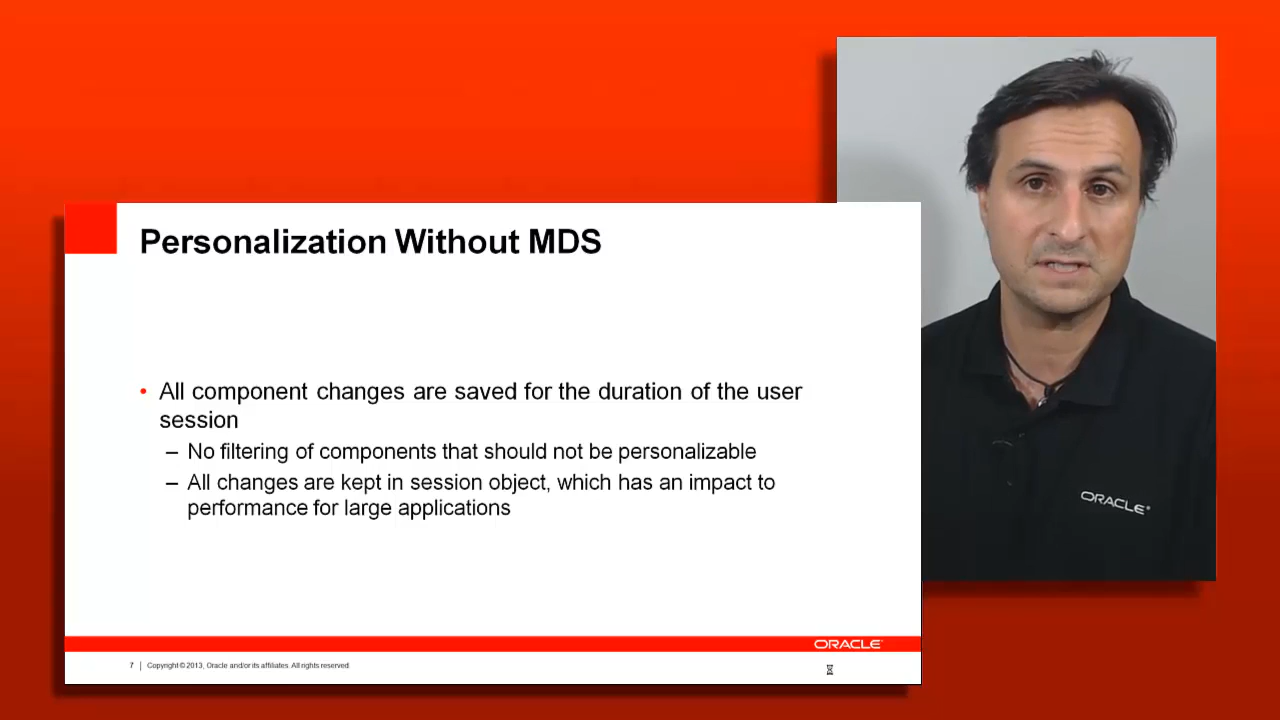 Personalization Without MDS
• All component changes are saved for the duration of the user
session
– No filtering of components that should not be personalizable
– All changes are kept in session object, which has an impact to
performance for large applications
ORACLE
7 | Copyright © 2013, Oracle and/or its affiliates. All rights reserved.
ORACLE